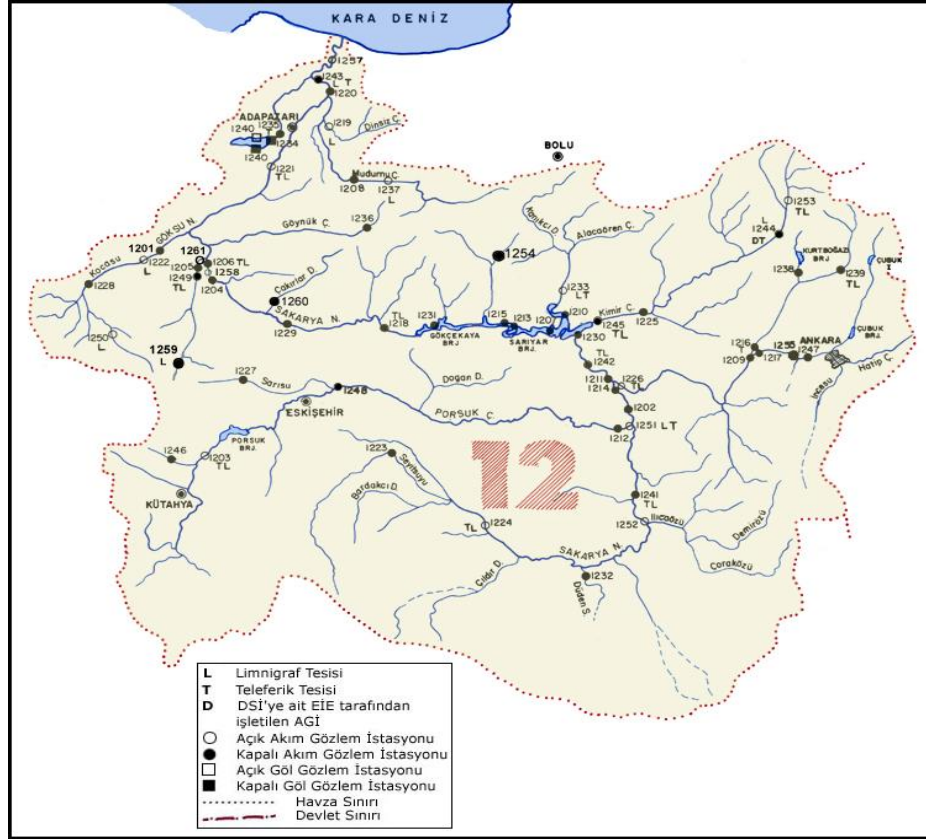 KARA DENİZ
1257
1243
L T
1220
ADAPAZARI
1240
1235
T
1234
1240
1219
L
Dinsiz Ç.
1221
TL
Mudurnu Ç.
1208
1237
L
BOLU
1236
Göynük Ç.
GÖKSU N.
1201
1222
L
Kocasu
1228
1261
1206 TL
1205
1258
1249
TL
1204
Çakırlar D.
1260
SAKARYA N.
1229
1250
L
1259
L
1254
Alacaören Ç.
1233
LT
1253
TL
L
1244
DT
KURTBOĞAZI
BRJ.
1238
1239
TL
ÇUBUK
I
ÇUBUK
BRJ.
TL
1218
1231
GÖKÇEKAYA
BRJ.
1215
1213
SARIYAR
BRJ.
1207
1210
Kirmir Ç.
1245
TL
1225
1230
TL
1242
1216
T
1209
1217
1255
ANKARA
1247
Hatip Ç.
İncesu
1227
Sarısu
1248
ESKİŞEHİR
Doğan D.
PORSUK Ç.
1211
1226
TL
1214
1202
1251 LT
1212
PORSUK
BRJ.
1246
1203
TL
KÜTAHYA
1223
Seyitsuyu
Bardakcı D.
12
TL
1224
1241
TL
Ilıcaözü
1252
Demirözü
Çoraközü
SAKARYA N.
Çıldır D.
1232
Düden S.
L Limnigraf Tesisi
T Teleferik Tesisi
D DSİ'ye ait EİE tarafından
işletilen AGİ
Açık Akım Gözlem İstasyonu
Kapalı Akım Gözlem İstasyonu
Açık Göl Gözlem İstasyonu
Kapalı Göl Gözlem İstasyonu
Havza Sınırı
Devlet Sınırı